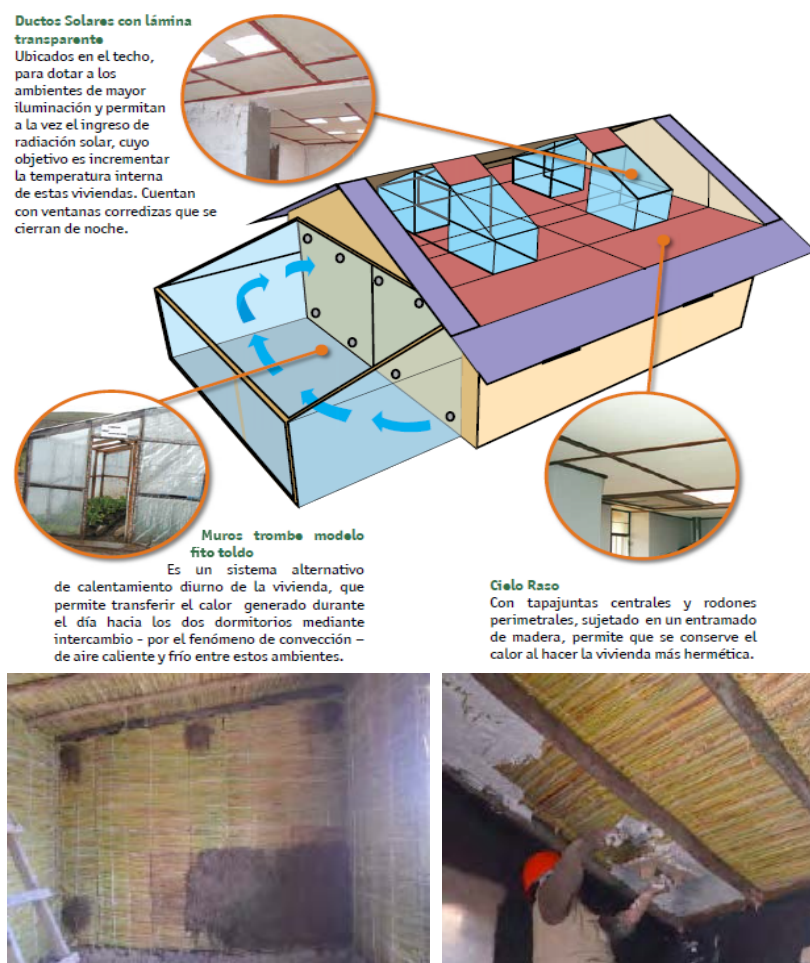 Ductos Solares con lámina
transparente
Ubicados en el techo,
para dotar a los
ambientes de mayor
iluminación y permitan
a la vez el ingreso de
radiación solar, cuyo
objetivo es incrementar
la temperatura interna
de estas viviendas. Cuentan
con ventanas corredizas que se
cierran de noche.
Muros trombe modelo
fito toldo
Es un sistema alternativo
de calentamiento diurno de la vivienda, que
permite transferir el calor generado durante
el día hacia los dos dormitorios mediante
intercambio - por el fenómeno de convección –
de aire caliente y frío entre estos ambientes.
Cielo Raso
Con tapajuntas centrales y rodones
perimetrales, sujetado en un entramado
de madera, permite que se conserve el
calor al hacer la vivienda más hermética.